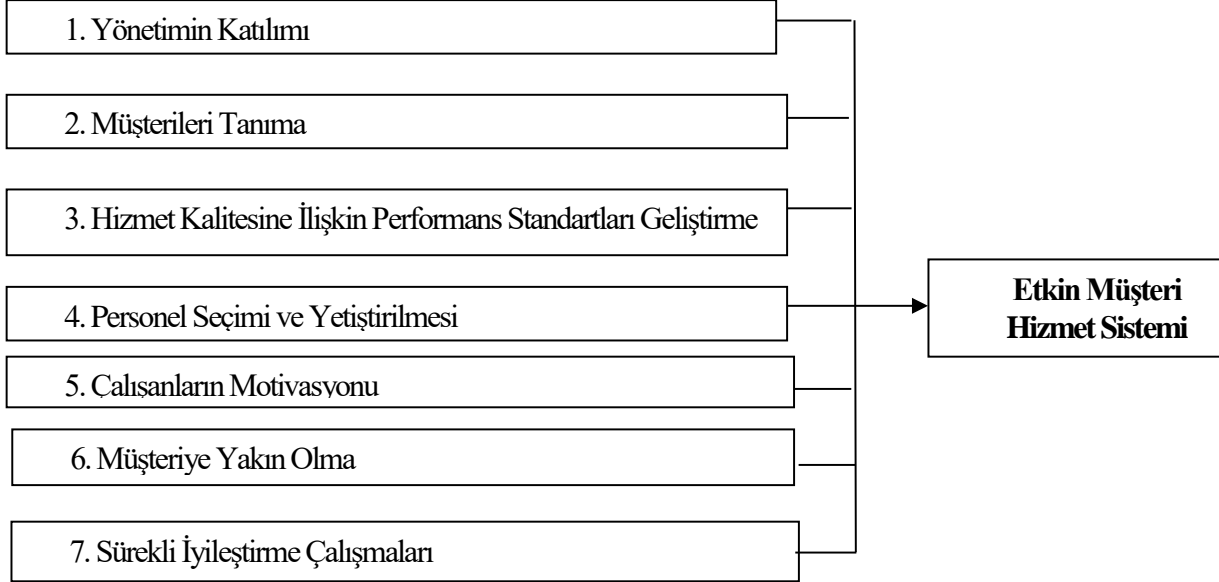 1. Yönetimin Katılımı
2. Müşterileri Tanıma
3. Hizmet Kalitesine İlişkin Performans Standartları Geliştirme
4. Personel Seçimi ve Yetiştirilmesi
5. Çalışanların Motivasyonu
6. Müşteriye Yakın Olma
7. Sürekli İyileştirme Çalışmaları
Etkin Müşteri
Hizmet Sistemi